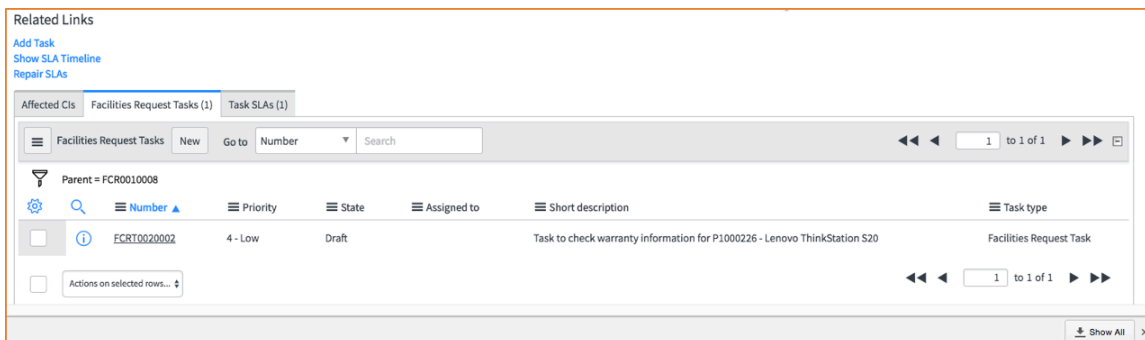 Related Links
Add Task
Show SLA Timeline
Repair SLAs
Affected CIs Facilities Request Tasks (1) Task SLAs (1)
Facilities Request Tasks New Go to Number Search 1 to 1 of 1
Parent = FCR0010008
Number Priority State Assigned to Short description Task type
FCRT0020002 4 - Low Draft Task to check warranty information for P1000226 - Lenovo ThinkStation S20 Facilities Request Task
Actions on selected rows... 1 to 1 of 1
Show All